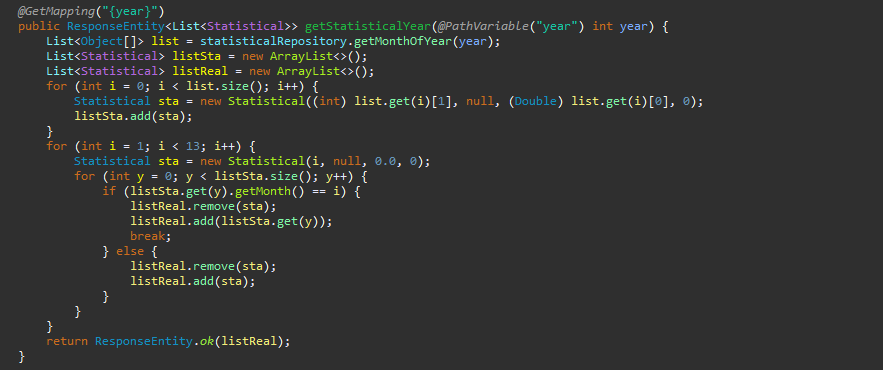 @GetMapping("{year}")
public ResponseEntity<List<Statistical>> getStatisticalYear(@PathVariable("year") int year) {
    List<Object[]> list = statisticalRepository.getMonthOfYear(year);
    List<Statistical> listSta = new ArrayList<>();
    List<Statistical> listReal = new ArrayList<>();
    for (int i = 0; i < list.size(); i++) {
        Statistical sta = new Statistical((int) list.get(i)[1], null, (Double) list.get(i)[0], 0);
        listSta.add(sta);
    }
    for (int i = 1; i < 13; i++) {
        Statistical sta = new Statistical(i, null, 0.0, 0);
        for (int y = 0; y < listSta.size(); y++) {
            if (listSta.get(y).getMonth() == i) {
                listReal.remove(sta);
                listReal.add(listSta.get(y));
                break;
            } else {
                listReal.remove(sta);
                listReal.add(sta);
            }
        }
    }
    return ResponseEntity.ok(listReal);
}